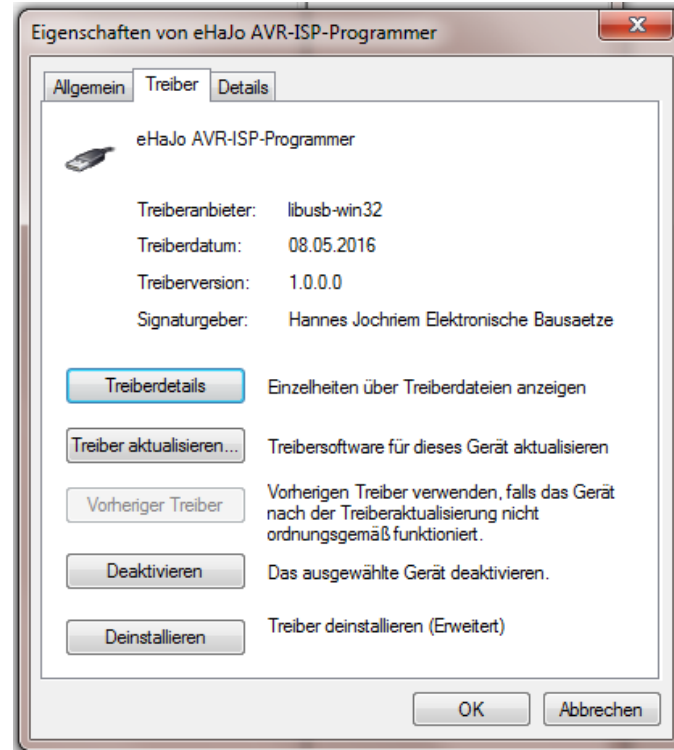 Eigenschaften von eHaJo AVR-ISP-Programmer
Allgemein Treiber Details
eHaJo AVR-ISP-Programmer
Treiberanbieter: libusb-win32
Treiberdatum: 08.05.2016
Treiberversion: 1.0.0.0
Signaturgeber: Hannes Jochriem Elektronische Bausaetze
Treiberdetails Einzelheiten über Treiberdateien anzeigen
Treiber aktualisieren... Treibersoftware für dieses Gerät aktualisieren
Vorheriger Treiber
Vorherigen Treiber verwenden, falls das Gerät
nach der Treiberaktualisierung nicht
ordnungsgemäß funktioniert.
Deaktivieren Das ausgewählte Gerät deaktivieren.
Deinstallieren Treiber deinstallieren (Erweitert)
OK Abbrechen